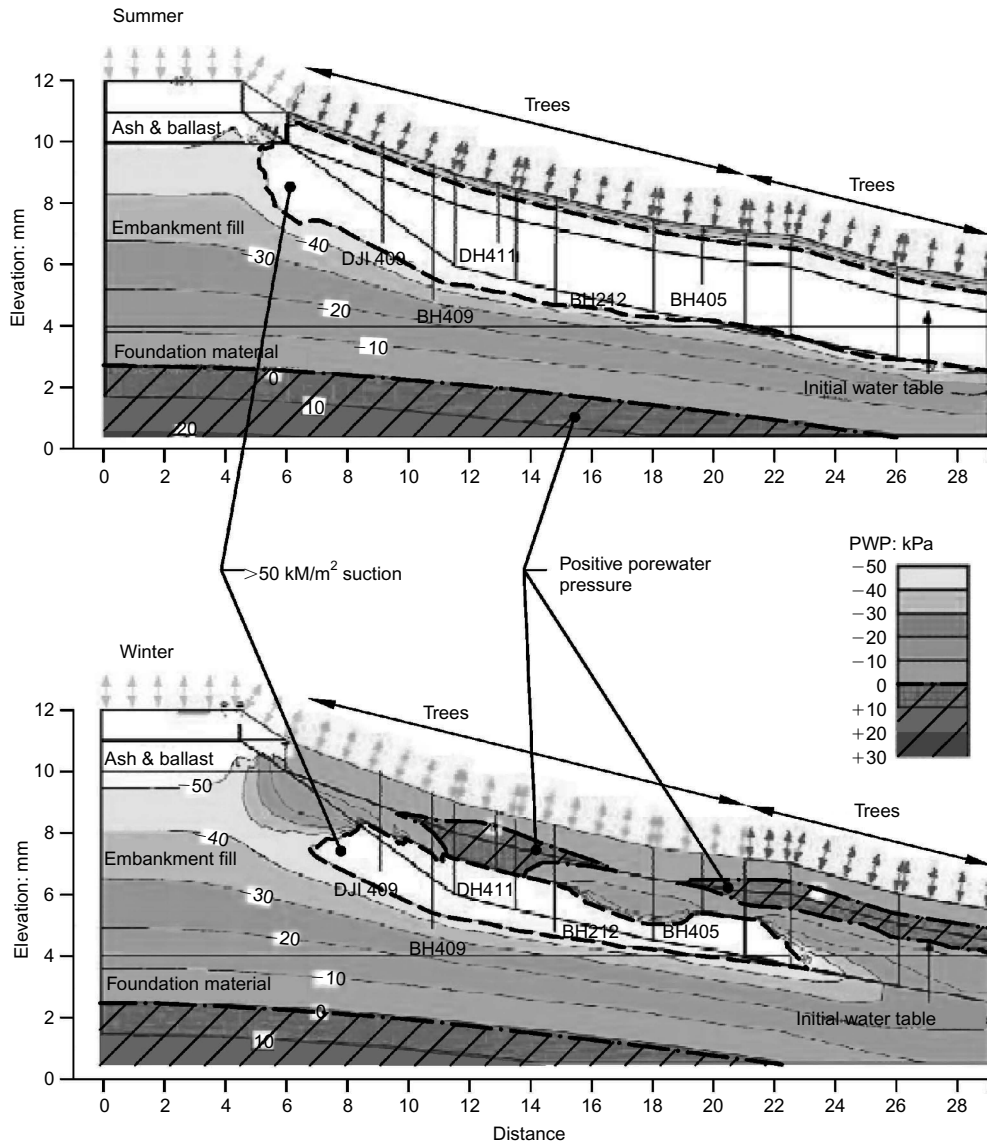 Summer
12
10
8
6
4
2
0
Elevation: mm
Trees
Trees
Ash & ballast
Embankment fill
−40
−30
−20
−10
0
10
20
DJI 409
DH411
BH409
BH212
BH405
Foundation material
Initial water table
0 2 4 6 8 10 12 14 16 18 20 22 24 26 28
>50 kM/m² suction
Positive porewater
pressure
PWP: kPa
−50
−40
−30
−20
−10
0
+10
+20
+30
Winter
12
10
8
6
4
2
0
Elevation: mm
Trees
Trees
Ash & ballast
−50
−40
Embankment fill
30
20
−10
0
10
DJI 409
DH411
BH409
BH212
BH405
Foundation material
Initial water table
0 2 4 6 8 10 12 14 16 18 20 22 24 26 28
Distance